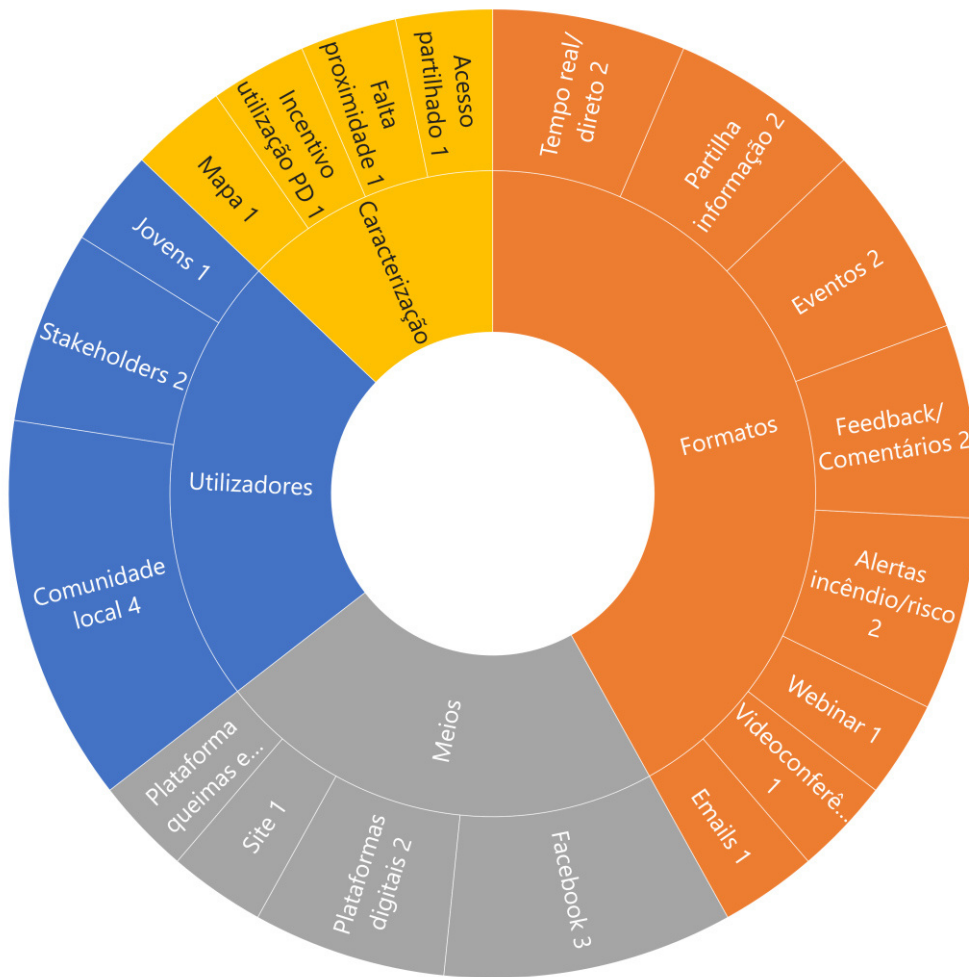 Tempo real/
direto 2
Partilha
informação 2
Eventos 2
Feedback/
Comentários 2
Alertas
incêndio/risco
2
Webinar 1
Videoconferê...
1
Emails 1
Formatos
Facebook 3
Plataformas
digitais 2
Site 1
Plataforma
queimas e...
Meios
Comunidade
local 4
Stakeholders 2
Jovens 1
Utilizadores
Mapa 1
Incentivo
utilização PD 1
Falta
proximidade 1
Acesso
partilhado 1
Caracterização